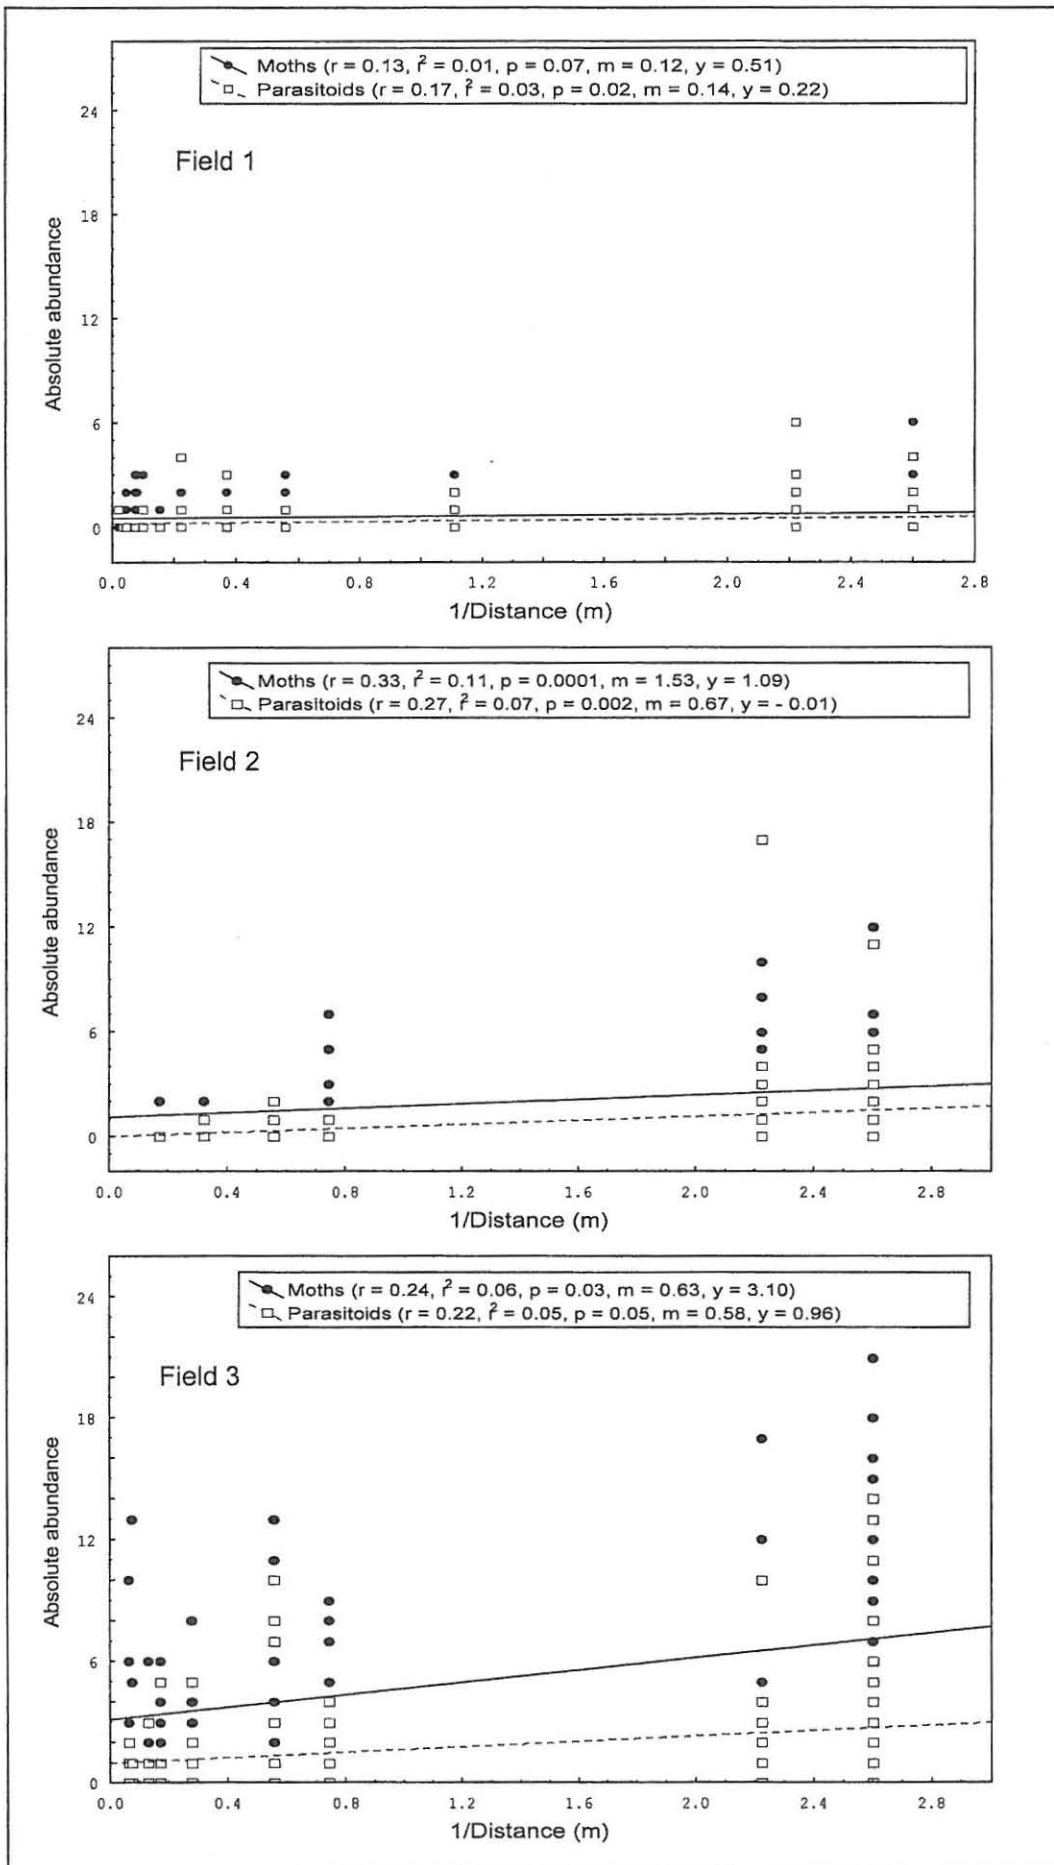 Moths (r = 0.13, r² = 0.01, p = 0.07, m = 0.12, y = 0.51)
Parasitoids (r = 0.17, r² = 0.03, p = 0.02, m = 0.14, y = 0.22)
Field 1
Absolute abundance
24
18
12
6
0
0.0 0.4 0.8 1.2 1.6 2.0 2.4 2.8
1/Distance (m)
Moths (r = 0.33, r² = 0.11, p = 0.0001, m = 1.53, y = 1.09)
Parasitoids (r = 0.27, r² = 0.07, p = 0.002, m = 0.67, y = - 0.01)
Field 2
Absolute abundance
24
18
12
6
0
0.0 0.4 0.8 1.2 1.6 2.0 2.4 2.8
1/Distance (m)
Moths (r = 0.24, r² = 0.06, p = 0.03, m = 0.63, y = 3.10)
Parasitoids (r = 0.22, r² = 0.05, p = 0.05, m = 0.58, y = 0.96)
Field 3
Absolute abundance
24
18
12
6
0
0.0 0.4 0.8 1.2 1.6 2.0 2.4 2.8
1/Distance (m)